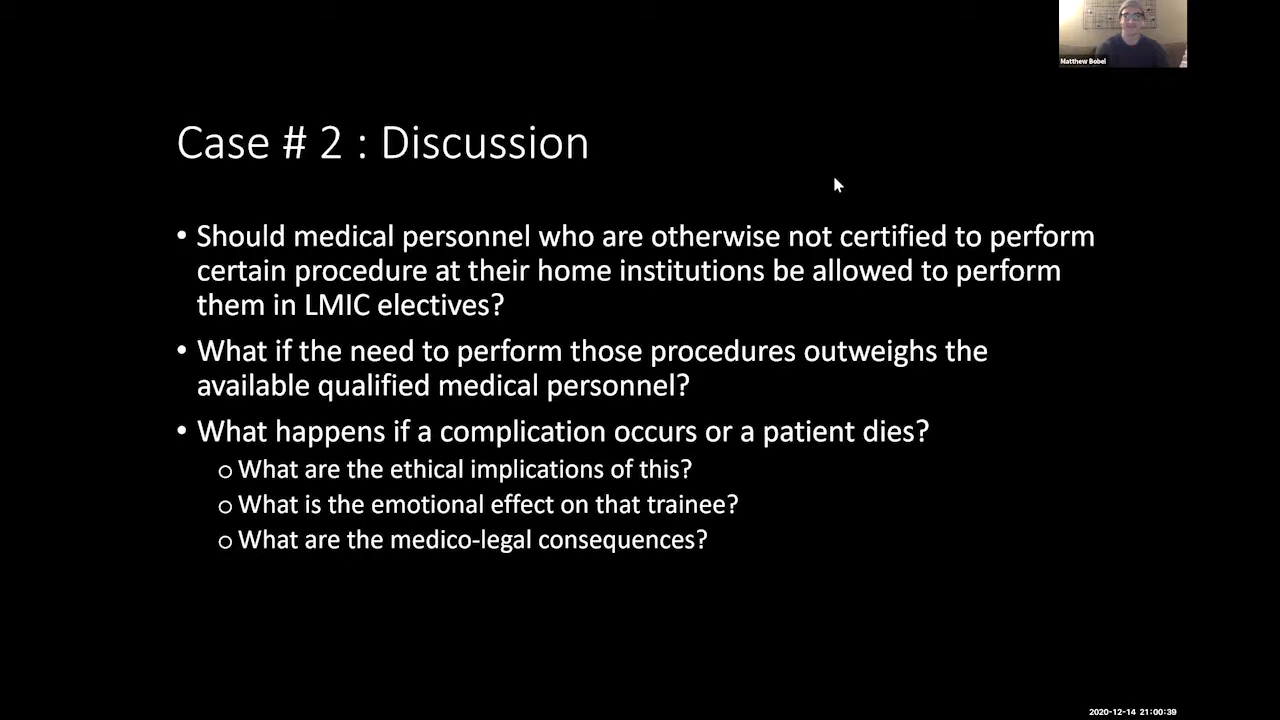 Matthew Bobel
Case # 2 : Discussion
• Should medical personnel who are otherwise not certified to perform
certain procedure at their home institutions be allowed to perform
them in LMIC electives?
• What if the need to perform those procedures outweighs the
available qualified medical personnel?
• What happens if a complication occurs or a patient dies?
o What are the ethical implications of this?
o What is the emotional effect on that trainee?
o What are the medico-legal consequences?
2020-12-14 21:00:39